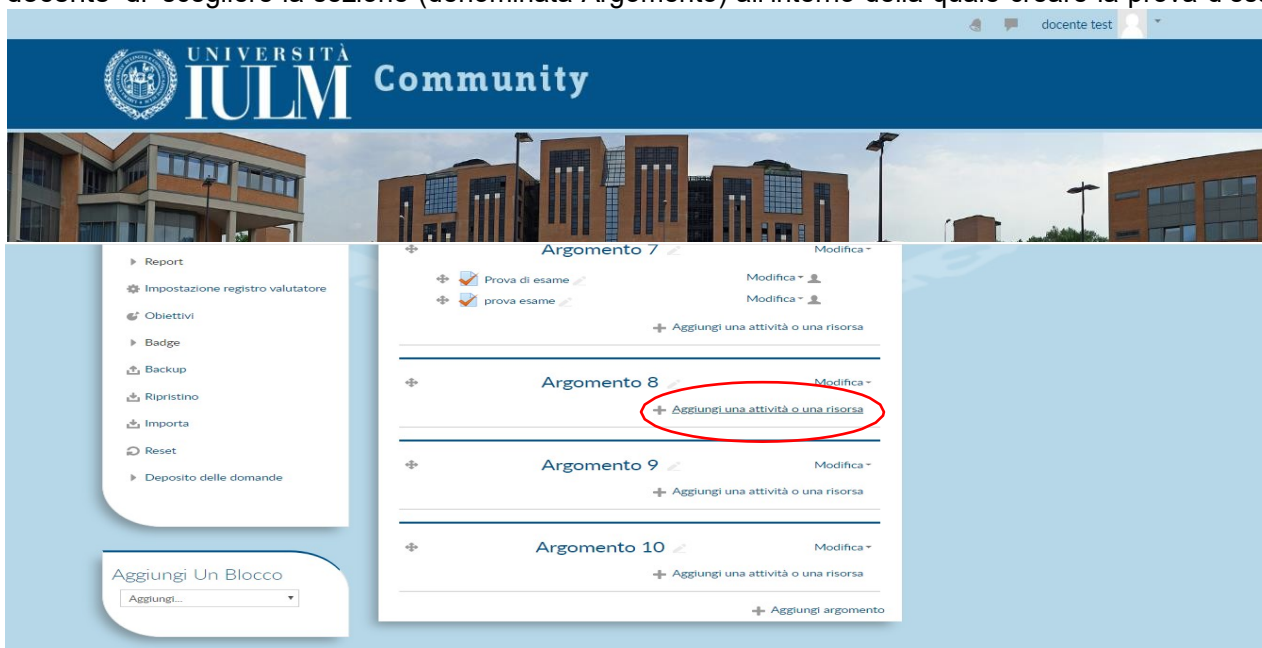 docente di scegliere la sezione (denominata Argomento) all'interno della quale creare la prova d'es
docente test
UNIVERSITÀ
IULM Community
Report
Impostazione registro valutatore
Obiettivi
Badge
Backup
Ripristino
Importa
Reset
Deposito delle domande
Aggiungi Un Blocco
Aggiungi...
Argomento 7 Modifica
Prova di esame Modifica
prova esame Modifica
Aggiungi una attività o una risorsa
Argomento 8 Modifica
Aggiungi una attività o una risorsa
Argomento 9 Modifica
Aggiungi una attività o una risorsa
Argomento 10 Modifica
Aggiungi una attività o una risorsa
Aggiungi argomento